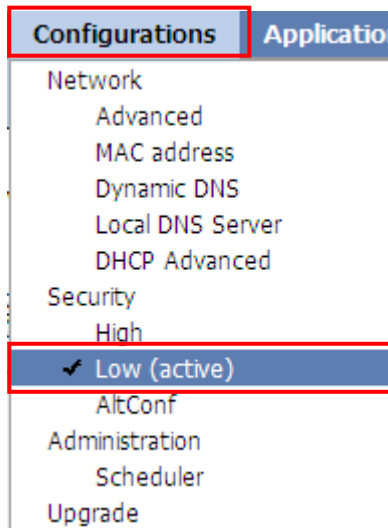 Configurations Application
Network
Advanced
MAC address
Dynamic DNS
Local DNS Server
DHCP Advanced
Security
High
✔ Low (active)
AltConf
Administration
Scheduler
Upgrade